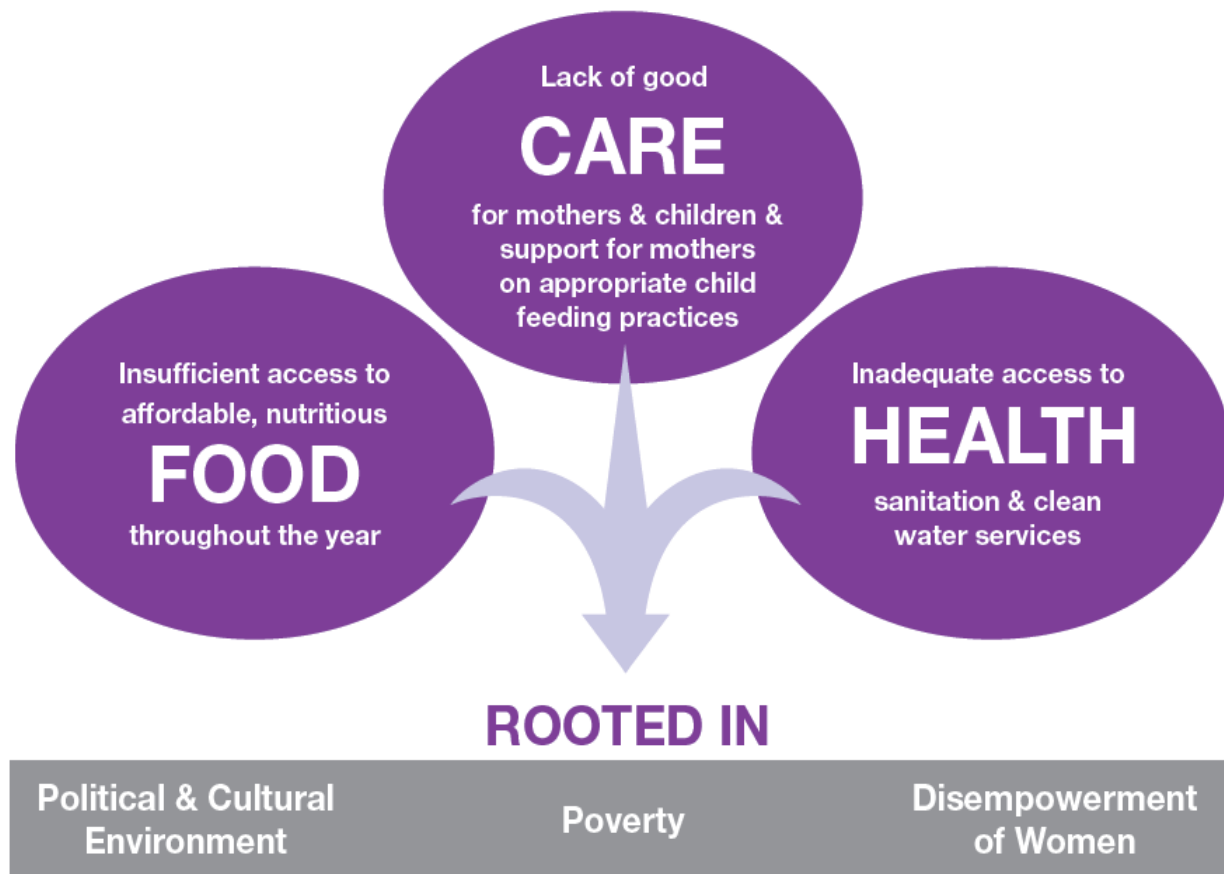 Lack of good
CARE
for mothers & children &
support for mothers
on appropriate child
feeding practices
Insufficient access to
affordable, nutritious
FOOD
throughout the year
Inadequate access to
HEALTH
sanitation & clean
water services
ROOTED IN
Political & Cultural
Environment
Poverty
Disempowerment
of Women